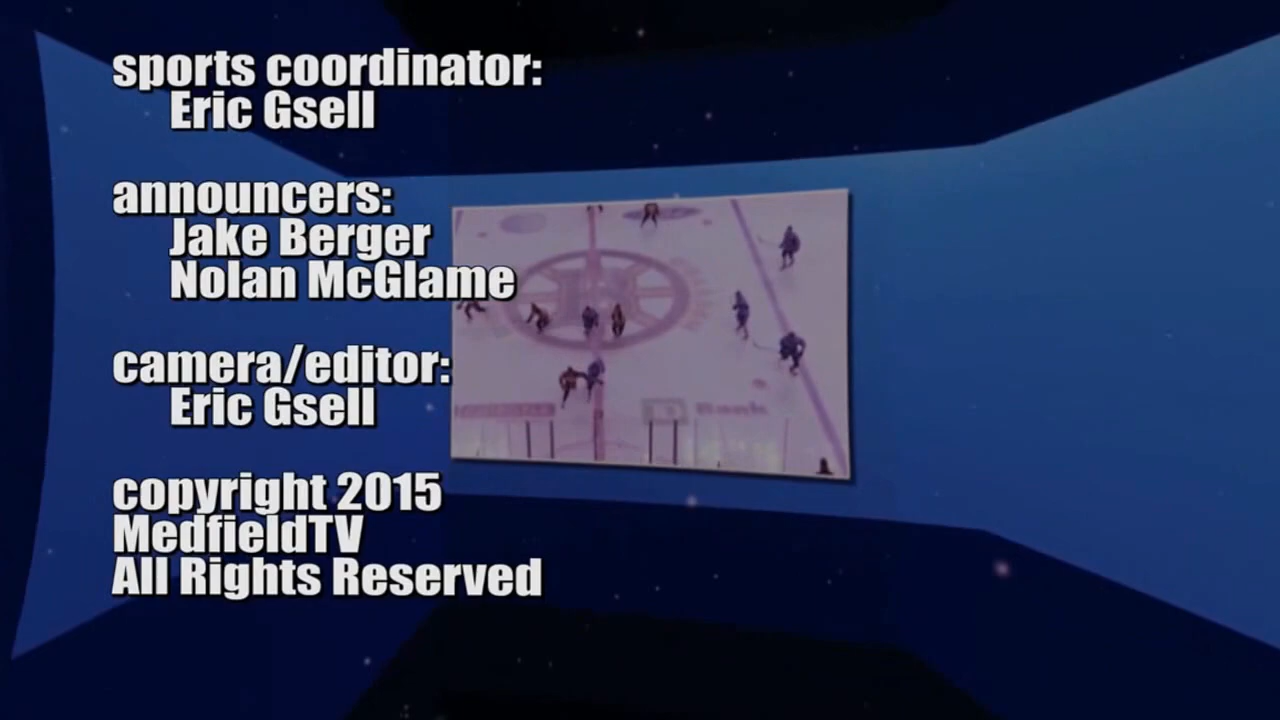 sports coordinator:
Eric Gsell
announcers:
Jake Berger
Nolan McGlame
camera/editor:
Eric Gsell
copyright 2015
MedfieldTV
All Rights Reserved